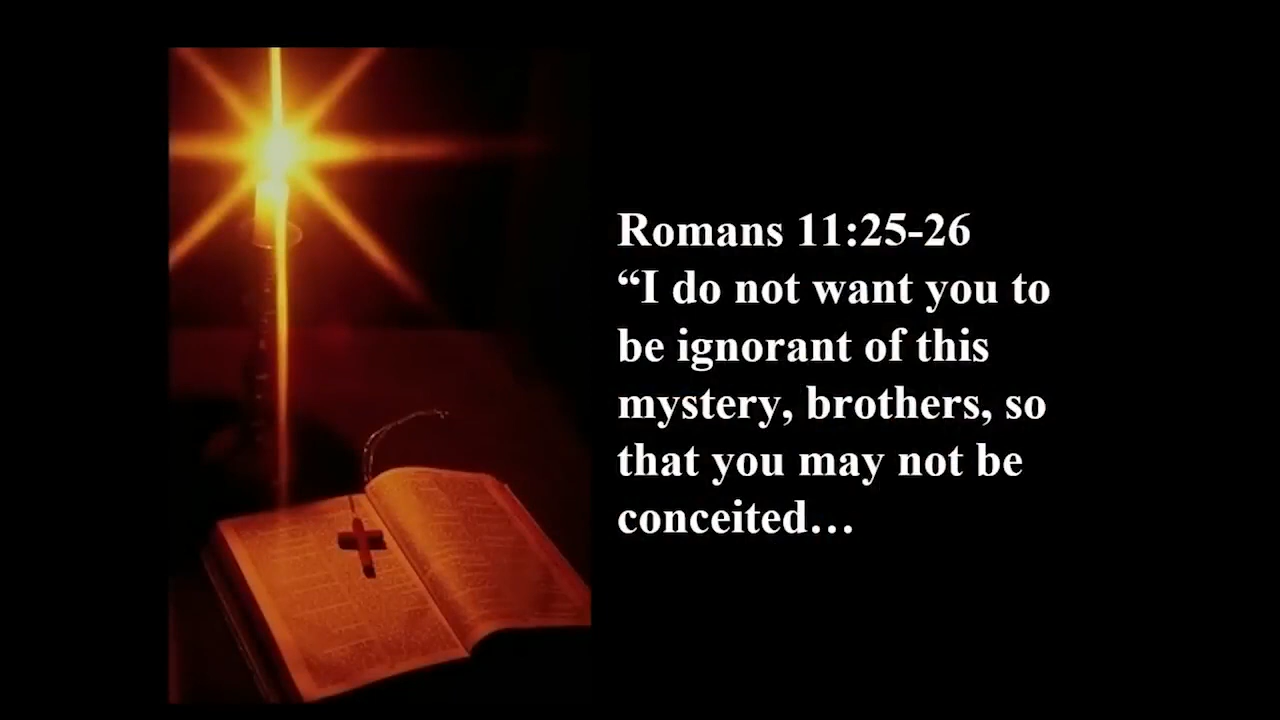 Romans 11:25-26
“I do not want you to
be ignorant of this
mystery, brothers, so
that you may not be
conceited…